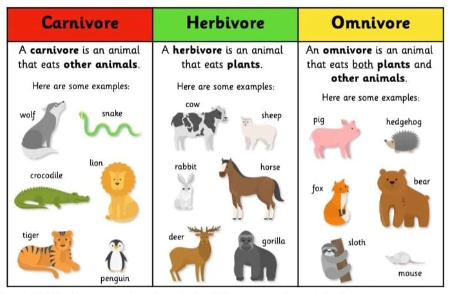 Carnivore
A carnivore is an animal
that eats other animals.
Here are some examples:
wolf
snake
lion
crocodile
tiger
penguin
Herbivore
A herbivore is an animal
that eats plants.
Here are some examples:
cow
sheep
rabbit
horse
deer
gorilla
Omnivore
An omnivore is an animal
that eats both plants and
other animals.
Here are some examples:
pig
hedgehog
fox
bear
sloth
mouse